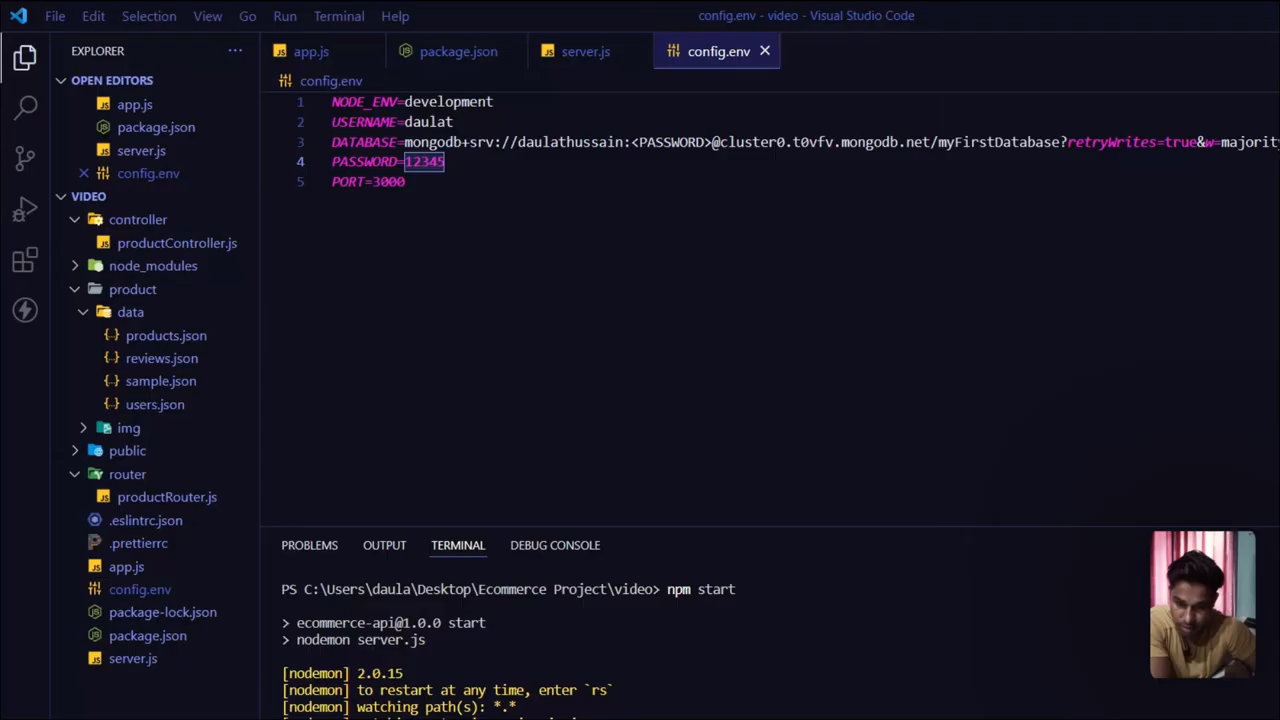 File Edit Selection View Go Run Terminal Help
config.env - video - Visual Studio Code
EXPLORER
OPEN EDITORS
app.js
package.json
server.js
config.env
VIDEO
controller
productController.js
node_modules
product
data
products.json
reviews.json
sample.json
users.json
img
public
router
productRouter.js
.eslintrc.json
.prettierrc
app.js
config.env
package-lock.json
package.json
server.js
app.js package.json server.js config.env
config.env
1 NODE_ENV=development
2 USERNAME=daulat
3 DATABASE=mongodb+srv://daulathussain:<PASSWORD>@cluster0.t0vfv.mongodb.net/myFirstDatabase?retryWrites=true&w=majority
4 PASSWORD=12345
5 PORT=3000
PROBLEMS OUTPUT TERMINAL DEBUG CONSOLE
PS C:\Users\daula\Desktop\Ecommerce Project\video> npm start
> ecommerce-api@1.0.0 start
> nodemon server.js
[nodemon] 2.0.15
[nodemon] to restart at any time, enter `rs`
[nodemon] watching path(s): *.*